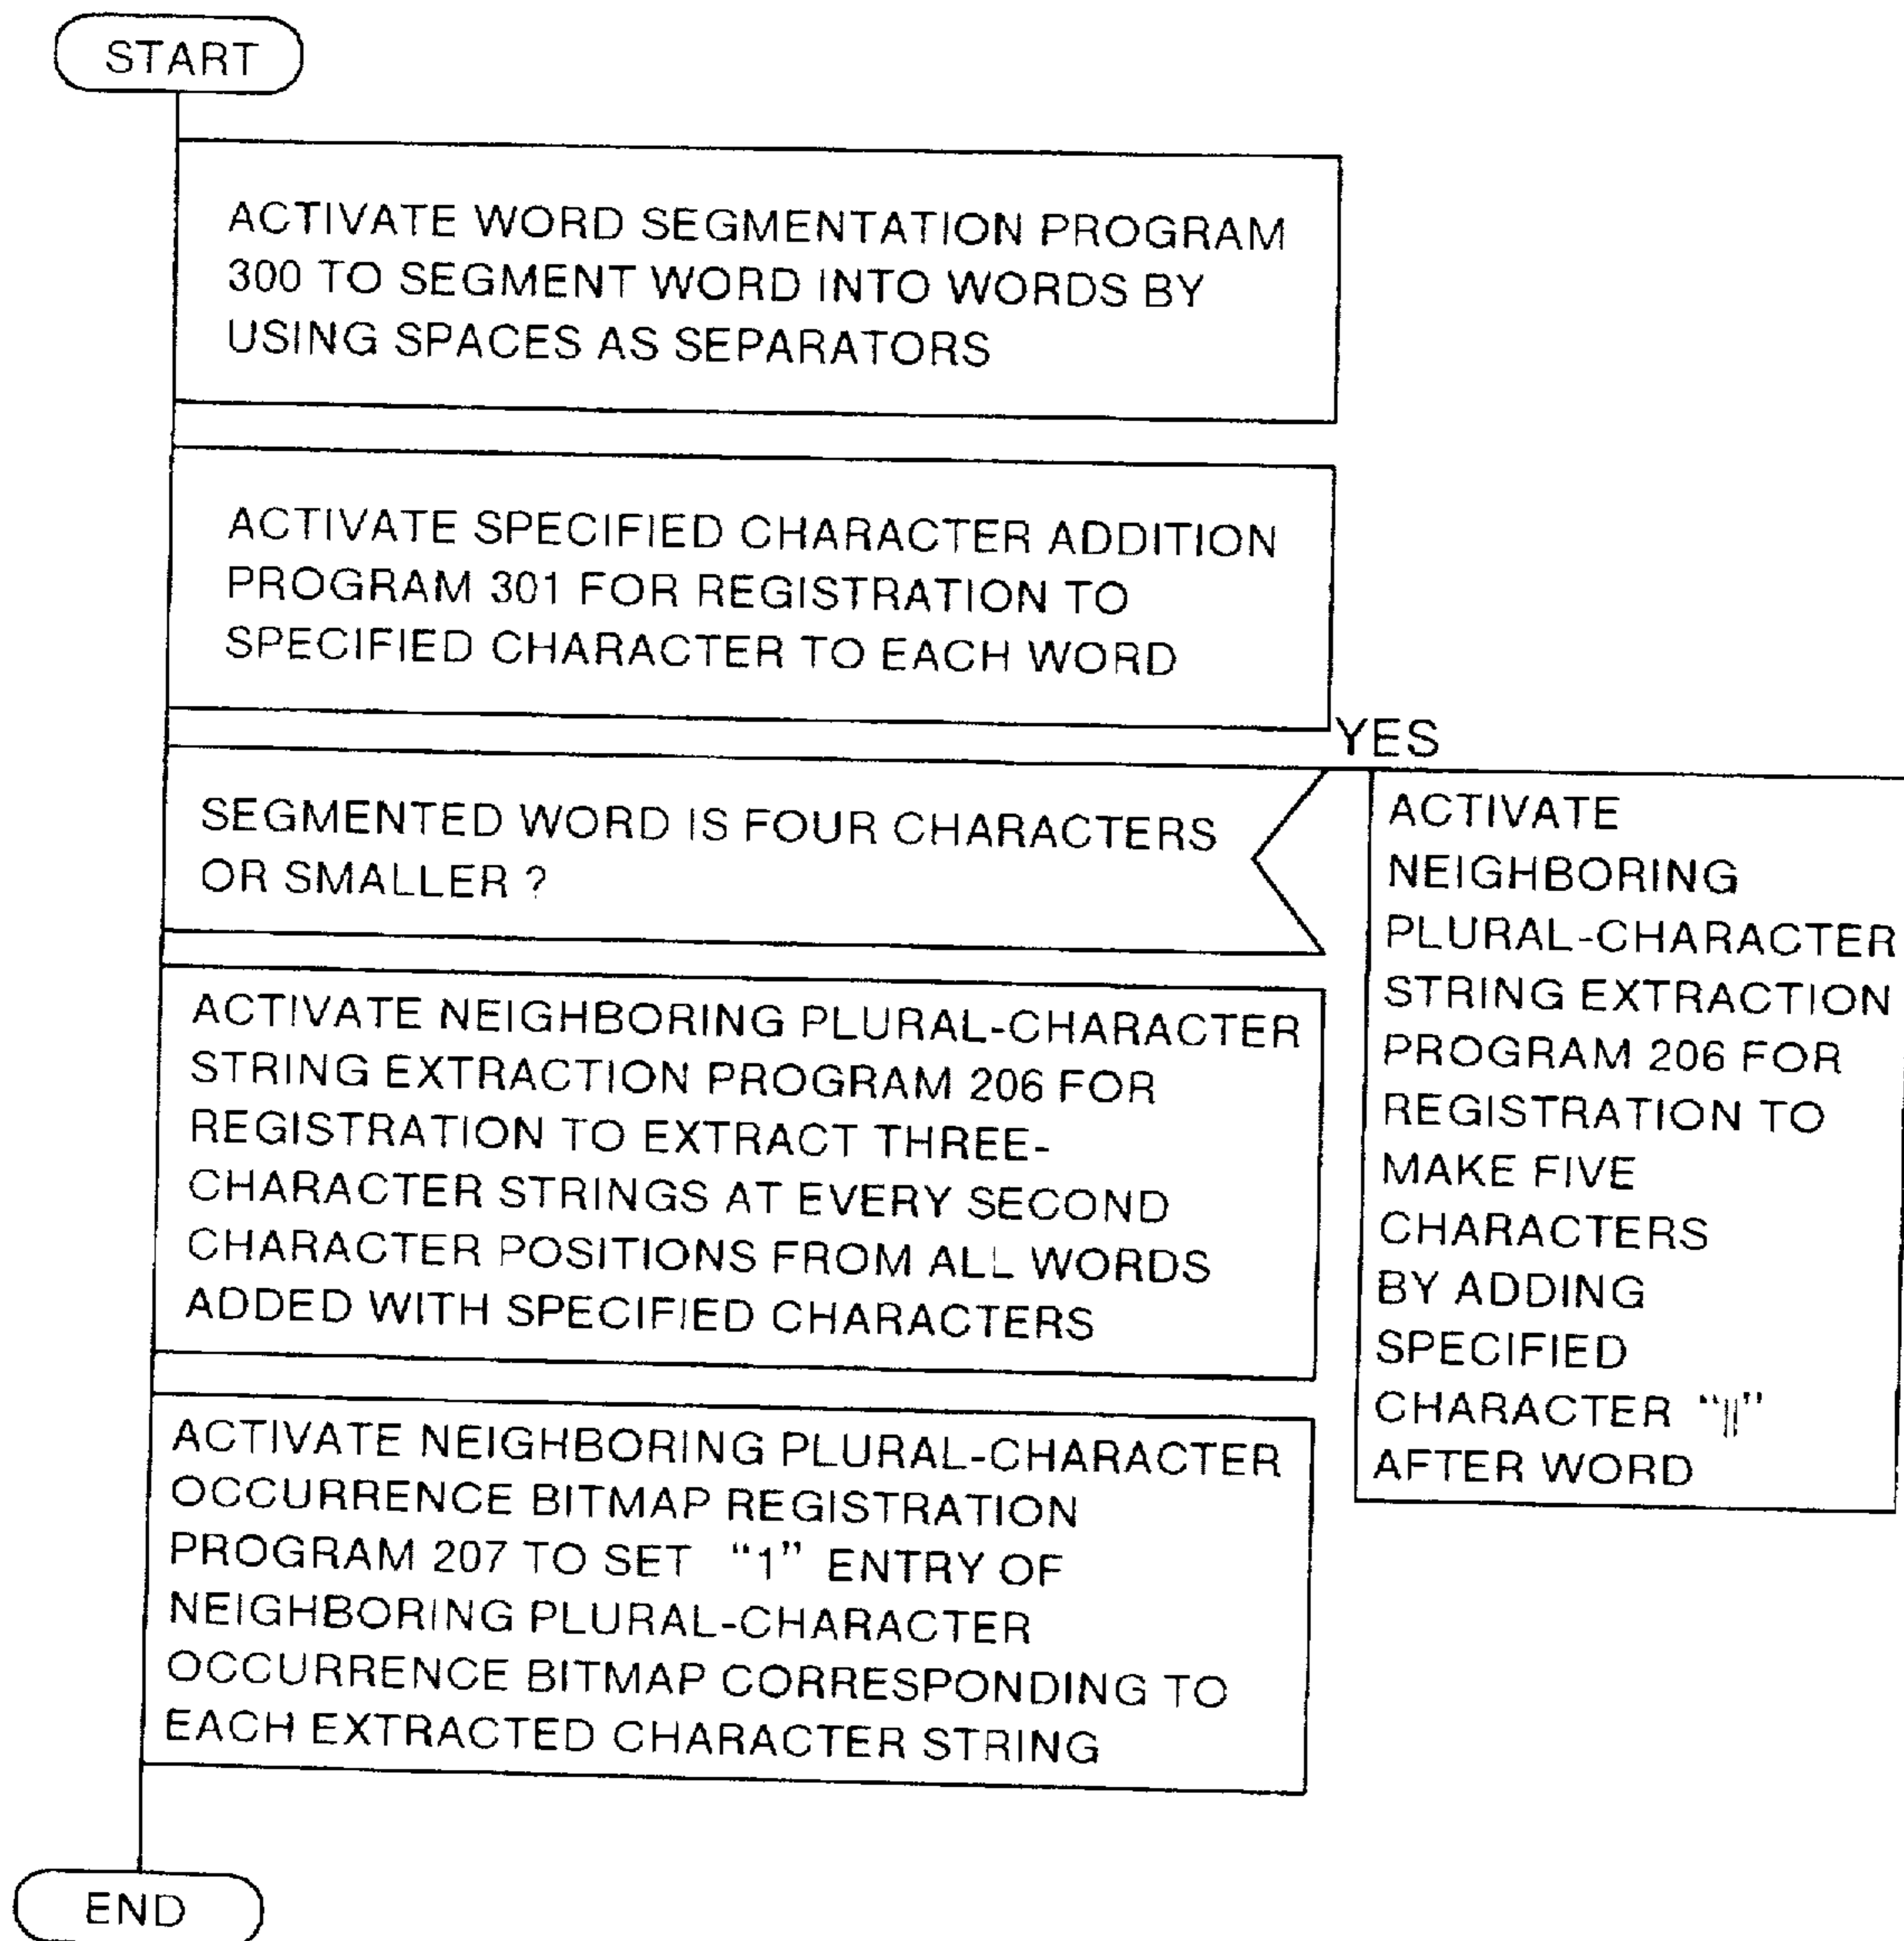 START
ACTIVATE WORD SEGMENTATION PROGRAM
300 TO SEGMENT WORD INTO WORDS BY
USING SPACES AS SEPARATORS
ACTIVATE SPECIFIED CHARACTER ADDITION
PROGRAM 301 FOR REGISTRATION TO
SPECIFIED CHARACTER TO EACH WORD
YES
SEGMENTED WORD IS FOUR CHARACTERS
OR SMALLER ?
ACTIVATE
NEIGHBORING
PLURAL-CHARACTER
STRING EXTRACTION
PROGRAM 206 FOR
REGISTRATION TO
MAKE FIVE
CHARACTERS
BY ADDING
SPECIFIED
CHARACTER “||”
AFTER WORD
ACTIVATE NEIGHBORING PLURAL-CHARACTER
STRING EXTRACTION PROGRAM 206 FOR
REGISTRATION TO EXTRACT THREE-
CHARACTER STRINGS AT EVERY SECOND
CHARACTER POSITIONS FROM ALL WORDS
ADDED WITH SPECIFIED CHARACTERS
ACTIVATE NEIGHBORING PLURAL-CHARACTER
OCCURRENCE BITMAP REGISTRATION
PROGRAM 207 TO SET “1” ENTRY OF
NEIGHBORING PLURAL-CHARACTER
OCCURRENCE BITMAP CORRESPONDING TO
EACH EXTRACTED CHARACTER STRING
END